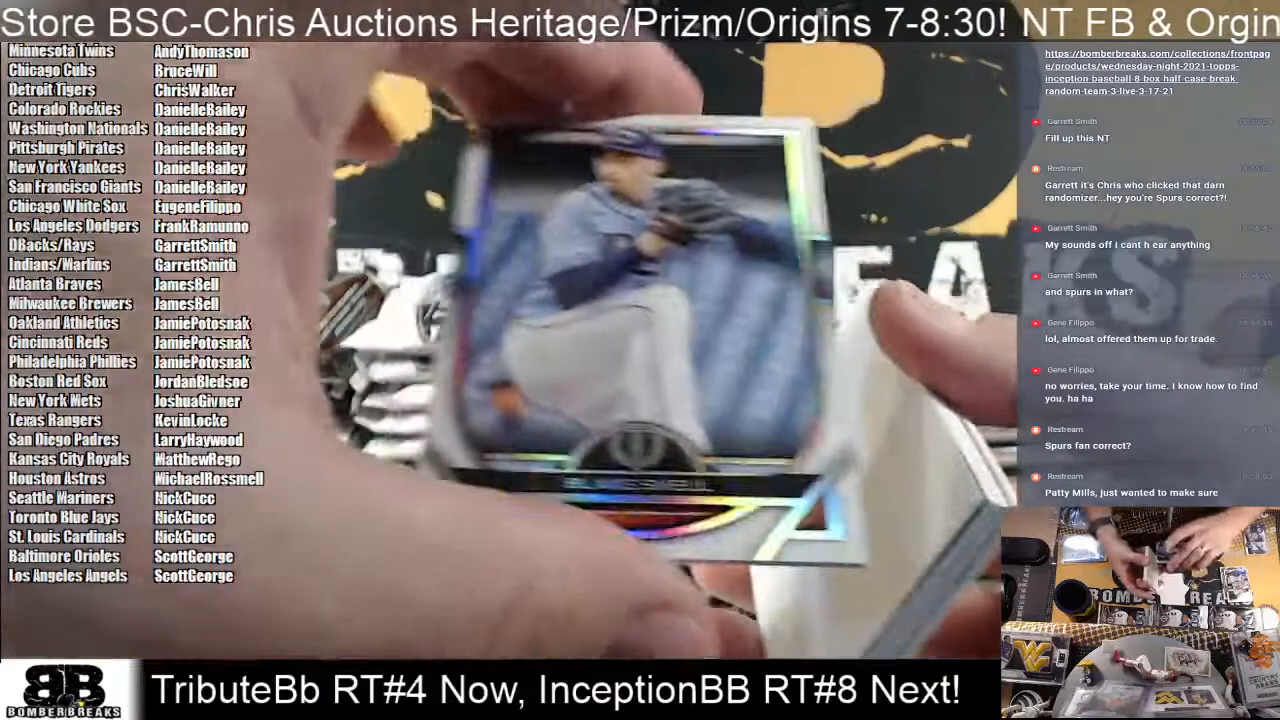 Store BSC-Chris Auctions Heritage/Prizm/Origins 7-8:30! NT FB & Orgin
Minnesota Twins AndyThomason
Chicago Cubs BruceWill
Detroit Tigers ChrisWalker
Colorado Rockies DanielleBailey
Washington Nationals DanielleBailey
Pittsburgh Pirates DanielleBailey
New York Yankees DanielleBailey
San Francisco Giants DanielleBailey
Chicago White Sox EugeneFilippo
Los Angeles Dodgers FrankRamunno
DBacks/Rays GarrettSmith
Indians/Marlins GarrettSmith
Atlanta Braves JamesBell
Milwaukee Brewers JamesBell
Oakland Athletics JamiePotosnak
Cincinnati Reds JamiePotosnak
Philadelphia Phillies JamiePotosnak
Boston Red Sox JordanBledsoe
New York Mets JoshuaGivner
Texas Rangers KevinLocke
San Diego Padres LarryHaywood
Kansas City Royals MatthewRego
Houston Astros MichaelRossmell
Seattle Mariners NickCucc
Toronto Blue Jays NickCucc
St. Louis Cardinals NickCucc
Baltimore Orioles ScottGeorge
Los Angeles Angels ScottGeorge
https://bomberbreaks.com/collections/frontpag
e/products/wednesday-night-2021-topps-
inception-baseball-8-box-half-case-break-
random-team-3-live-3-17-21
Garrett Smith
Fill up this NT
Restream
Garrett it's Chris who clicked that darn
randomizer...hey you're Spurs correct?!
Garrett Smith
My sounds off i cant h ear anything
Garrett Smith
and spurs in what?
Gene Filippo
lol, almost offered them up for trade.
Gene Filippo
no worries, take your time. I know how to find
you. ha ha
Restream
Spurs fan correct?
Restream
Patty Mills, just wanted to make sure
BLAKE SNELL
BB
BOMBERBREAKS
TributeBb RT#4 Now, InceptionBB RT#8 Next!